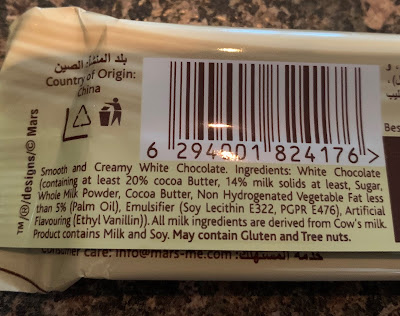 بلد المنشأ: الصين
Country of Origin:
China
™/®/designs/© Mars
Bes
6 294001 824176 >
Smooth and Creamy White Chocolate. Ingredients: White Chocolate
(containing at least 20% cocoa Butter, 14% milk solids at least, Sugar,
Whole Milk Powder, Cocoa Butter, Non Hydrogenated Vegetable Fat less
than 5% (Palm Oil), Emulsifier (Soy Lecithin E322, PGPR E476), Artificial
Flavouring (Ethyl Vanillin)). All milk ingredients are derived from Cow's milk.
Product contains Milk and Soy. May contain Gluten and Tree nuts.
خدمة المستهلك:
Consumer care: info@mars-me.com